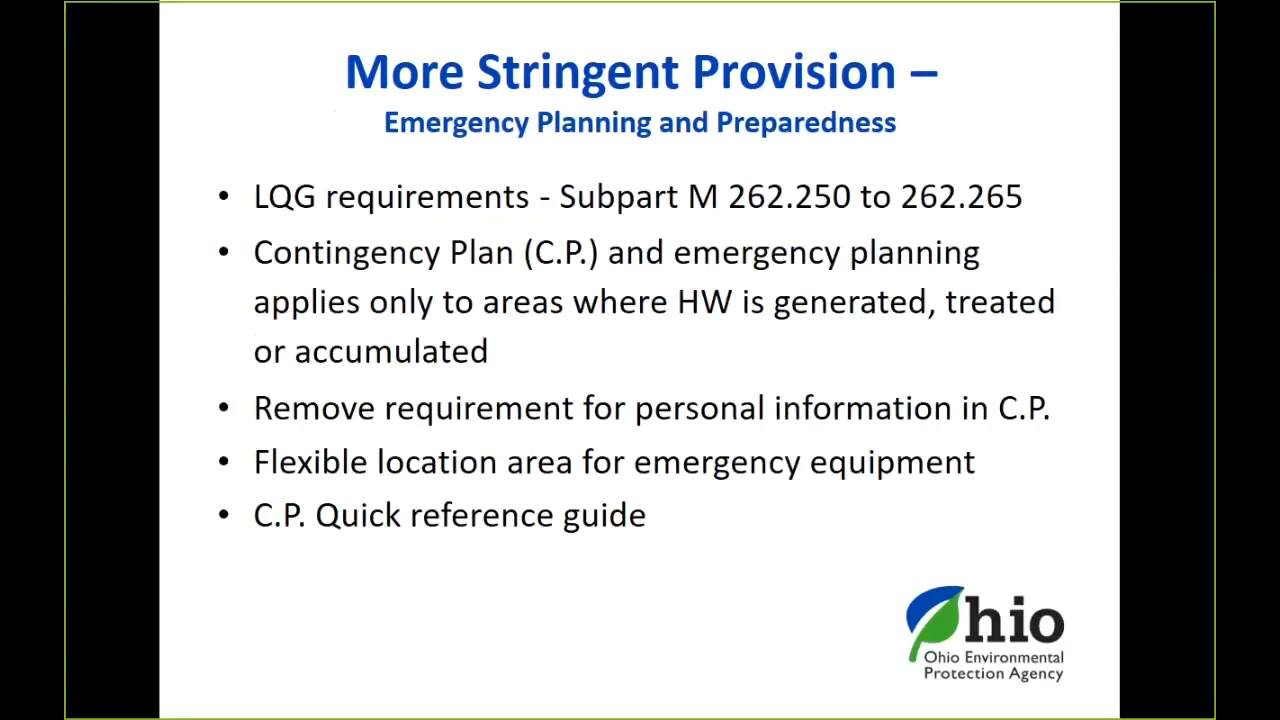 More Stringent Provision –
Emergency Planning and Preparedness
• LQG requirements - Subpart M 262.250 to 262.265
• Contingency Plan (C.P.) and emergency planning
applies only to areas where HW is generated, treated
or accumulated
• Remove requirement for personal information in C.P.
• Flexible location area for emergency equipment
• C.P. Quick reference guide
Ohio
Ohio Environmental
Protection Agency